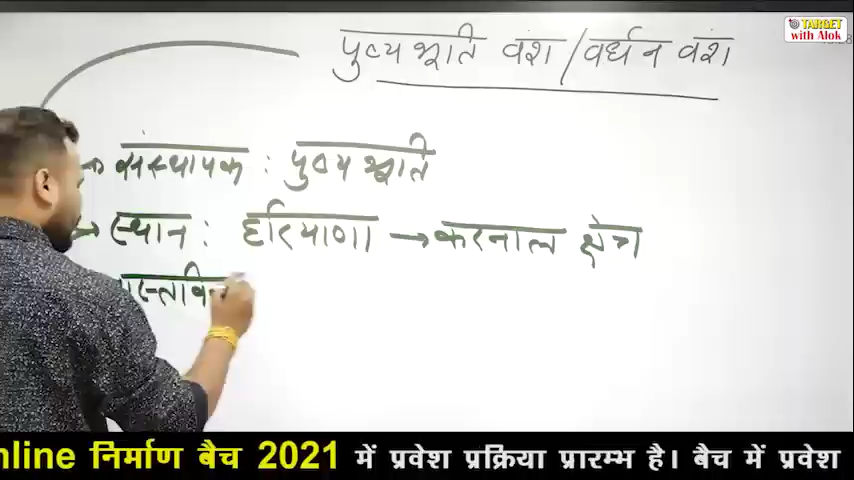 TARGET
with Alok
पुष्यभूति वंश/वर्धन वंश
संस्थापक : पुष्यभूति
→ स्थान : हरियाणा → करनाल क्षेत्र
nline निर्माण बैच 2021 में प्रवेश प्रक्रिया प्रारम्भ है। बैच में प्रवेश